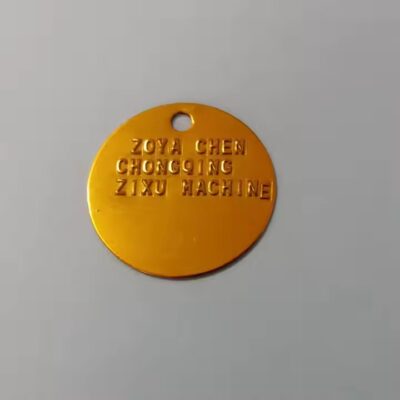 ZOYA CHEN
CHONGQING
ZIXU MACHINE